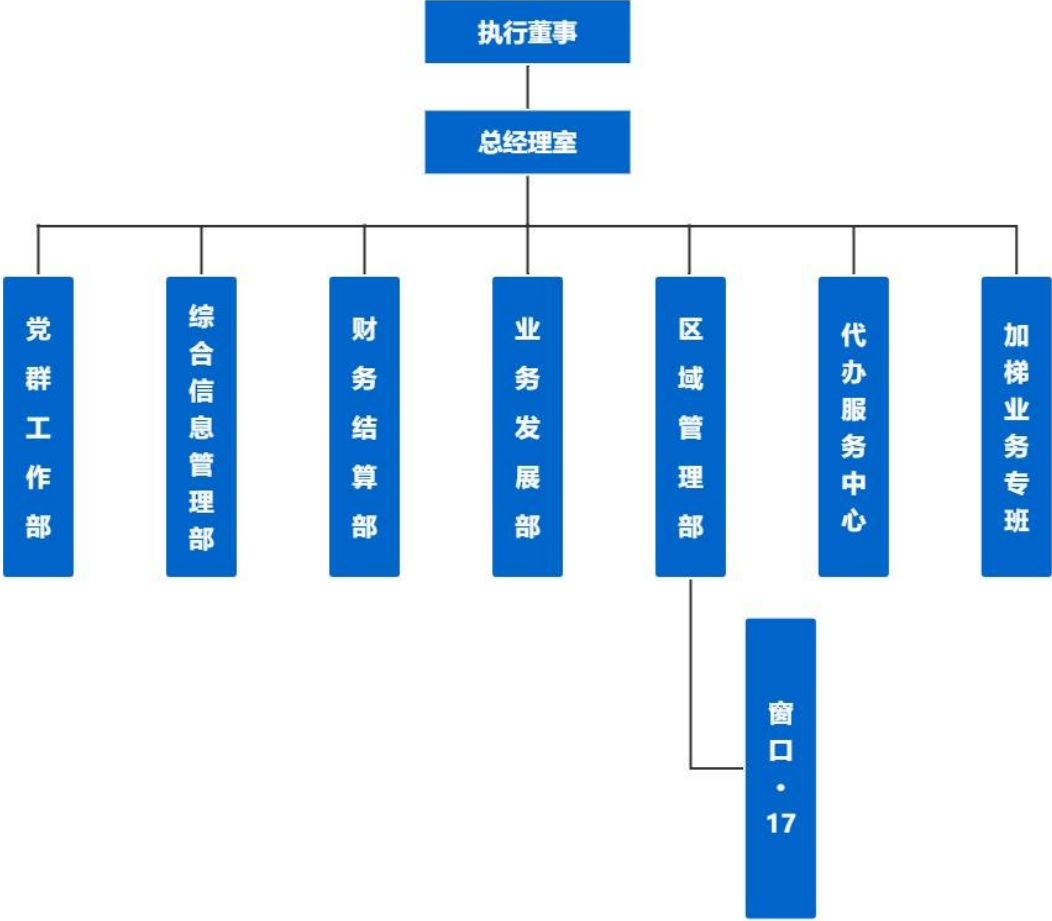 执行董事
总经理室
党群工作部
综合信息管理部
财务结算部
业务发展部
区域管理部
代办服务中心
加梯业务专班
窗口·17